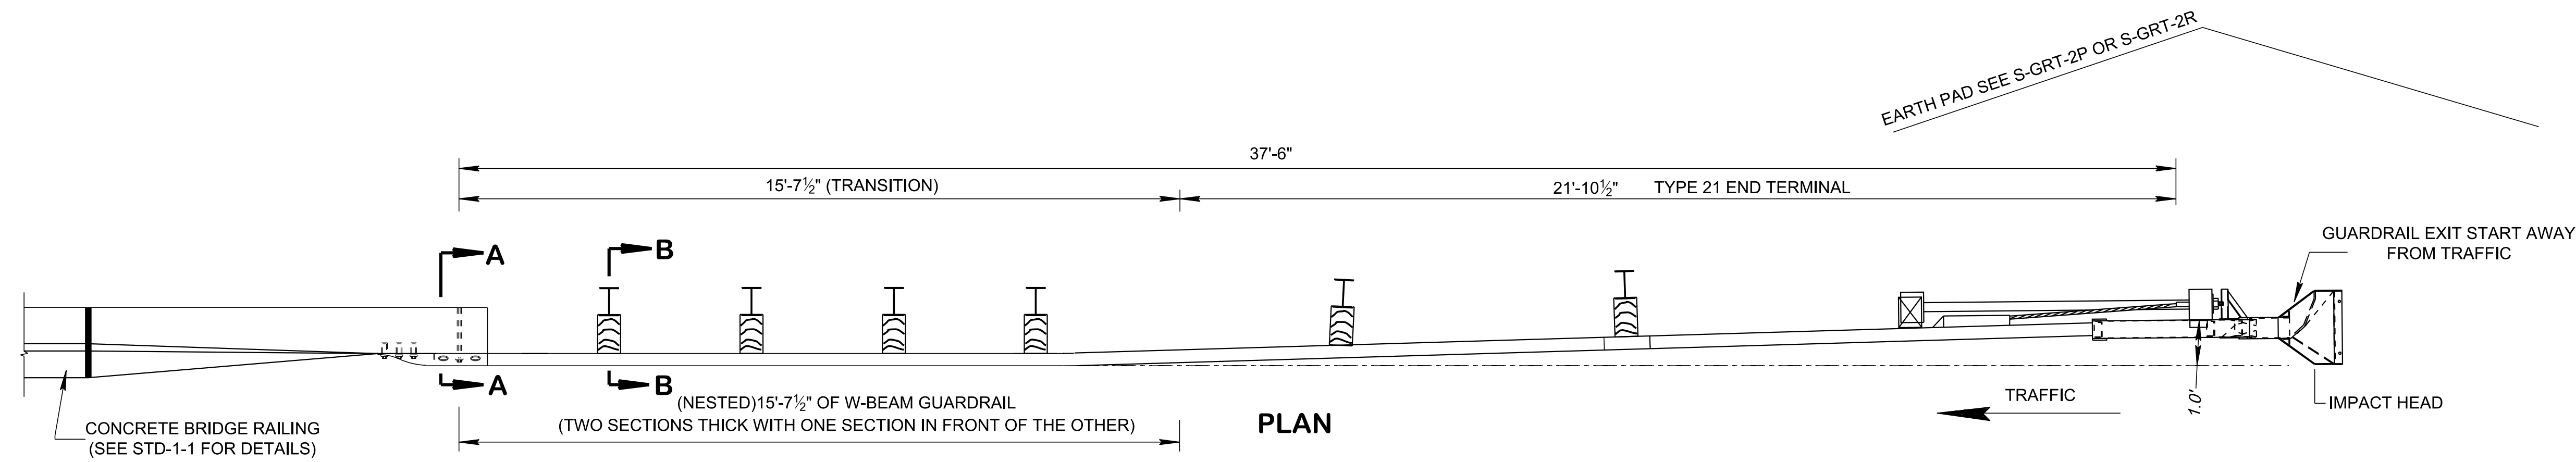 EARTH PAD SEE S-GRT-2P OR S-GRT-2R
37'-6"
15'-7½" (TRANSITION)
21'-10½" TYPE 21 END TERMINAL
GUARDRAIL EXIT START AWAY
FROM TRAFFIC
A
B
A
B
(NESTED)15'-7½" OF W-BEAM GUARDRAIL
(TWO SECTIONS THICK WITH ONE SECTION IN FRONT OF THE OTHER)
CONCRETE BRIDGE RAILING
(SEE STD-1-1 FOR DETAILS)
PLAN
TRAFFIC
1.0'
IMPACT HEAD